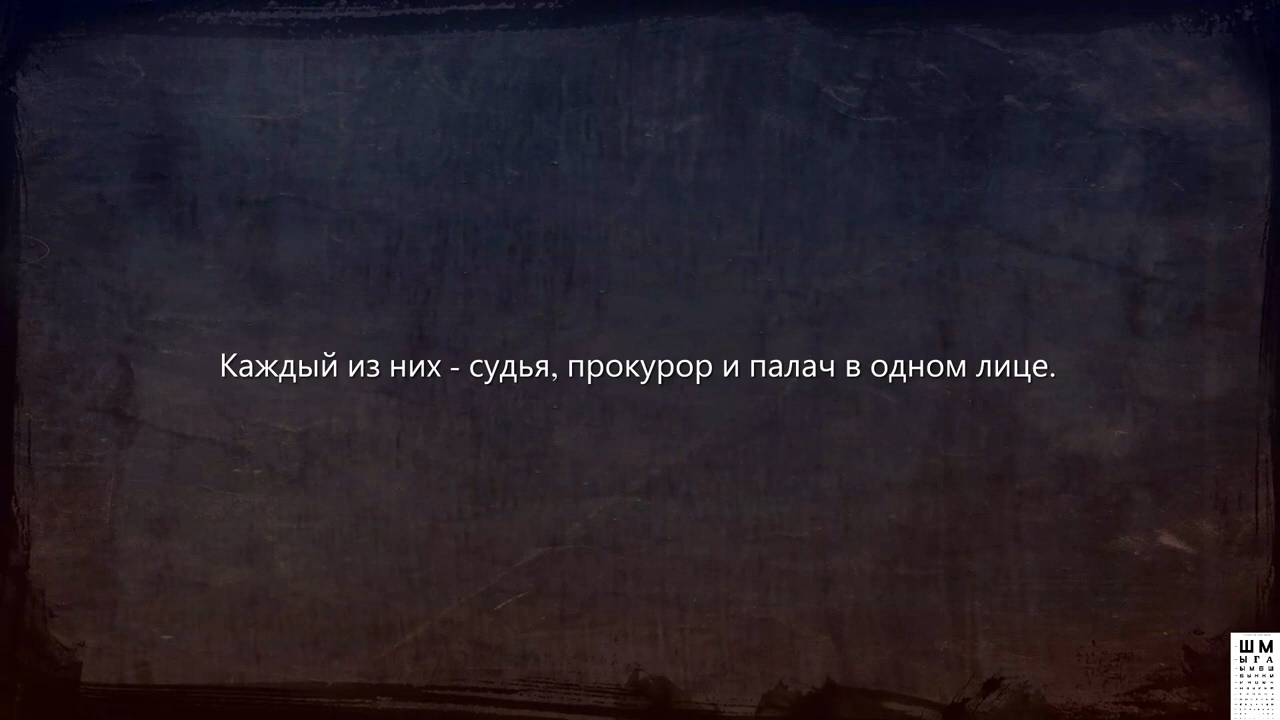 Каждый из них - судья, прокурор и палач в одном лице.
Ш М
Ы Г А
Ы М Б Ш
Б Ы Н К И